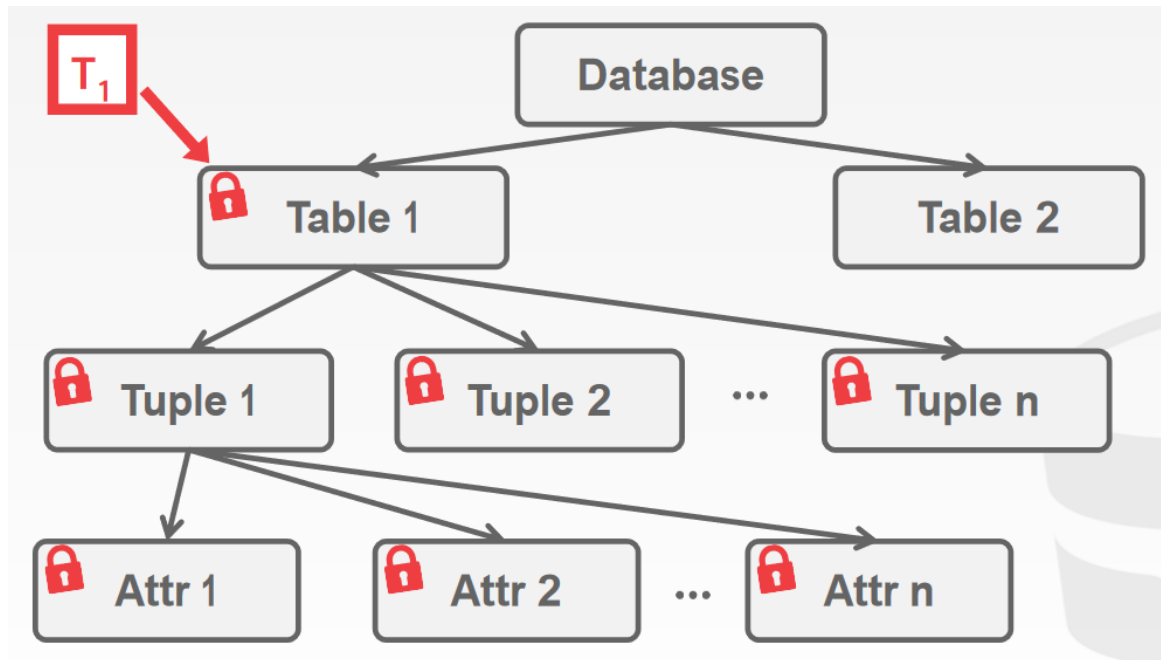 T₁
Database
Table 1
Table 2
Tuple 1
Tuple 2
...
Tuple n
Attr 1
Attr 2
...
Attr n